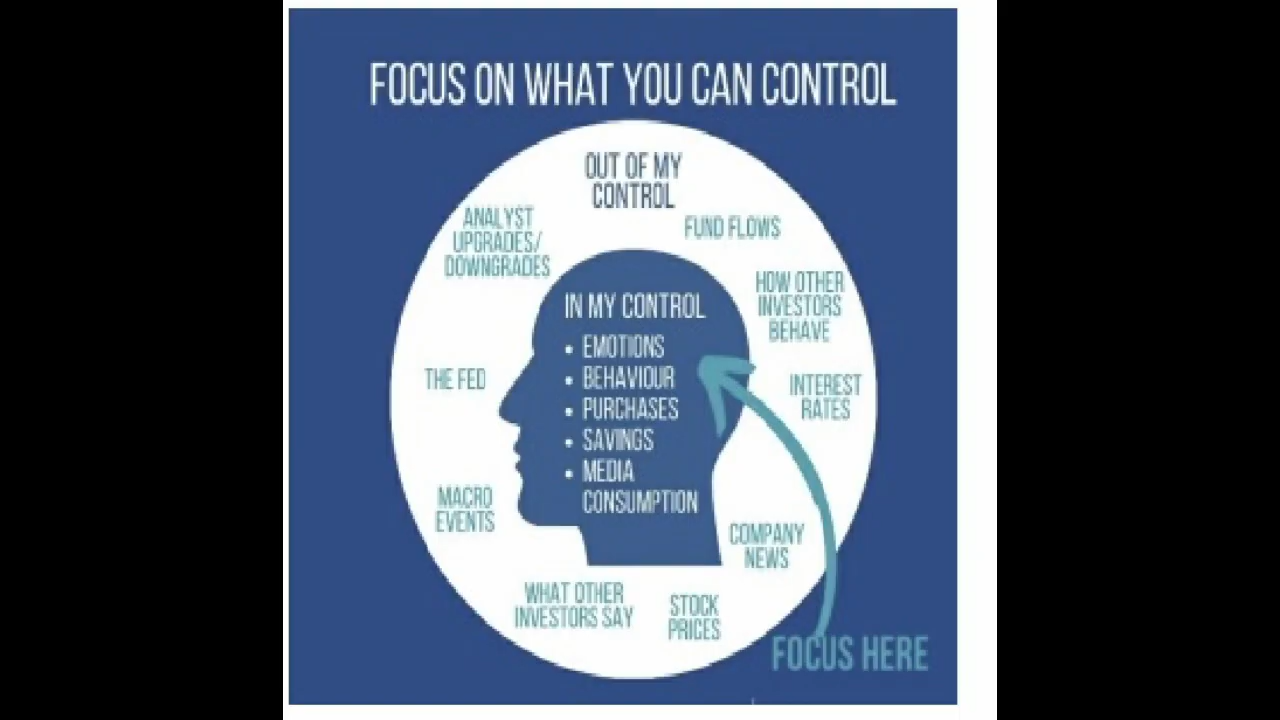 FOCUS ON WHAT YOU CAN CONTROL
OUT OF MY
CONTROL
ANALYST
UPGRADES/
DOWNGRADES
FUND FLOWS
HOW OTHER
INVESTORS
BEHAVE
IN MY CONTROL
• EMOTIONS
• BEHAVIOUR
• PURCHASES
• SAVINGS
• MEDIA
CONSUMPTION
THE FED
INTEREST
RATES
MACRO
EVENTS
COMPANY
NEWS
WHAT OTHER
INVESTORS SAY
STOCK
PRICES
FOCUS HERE